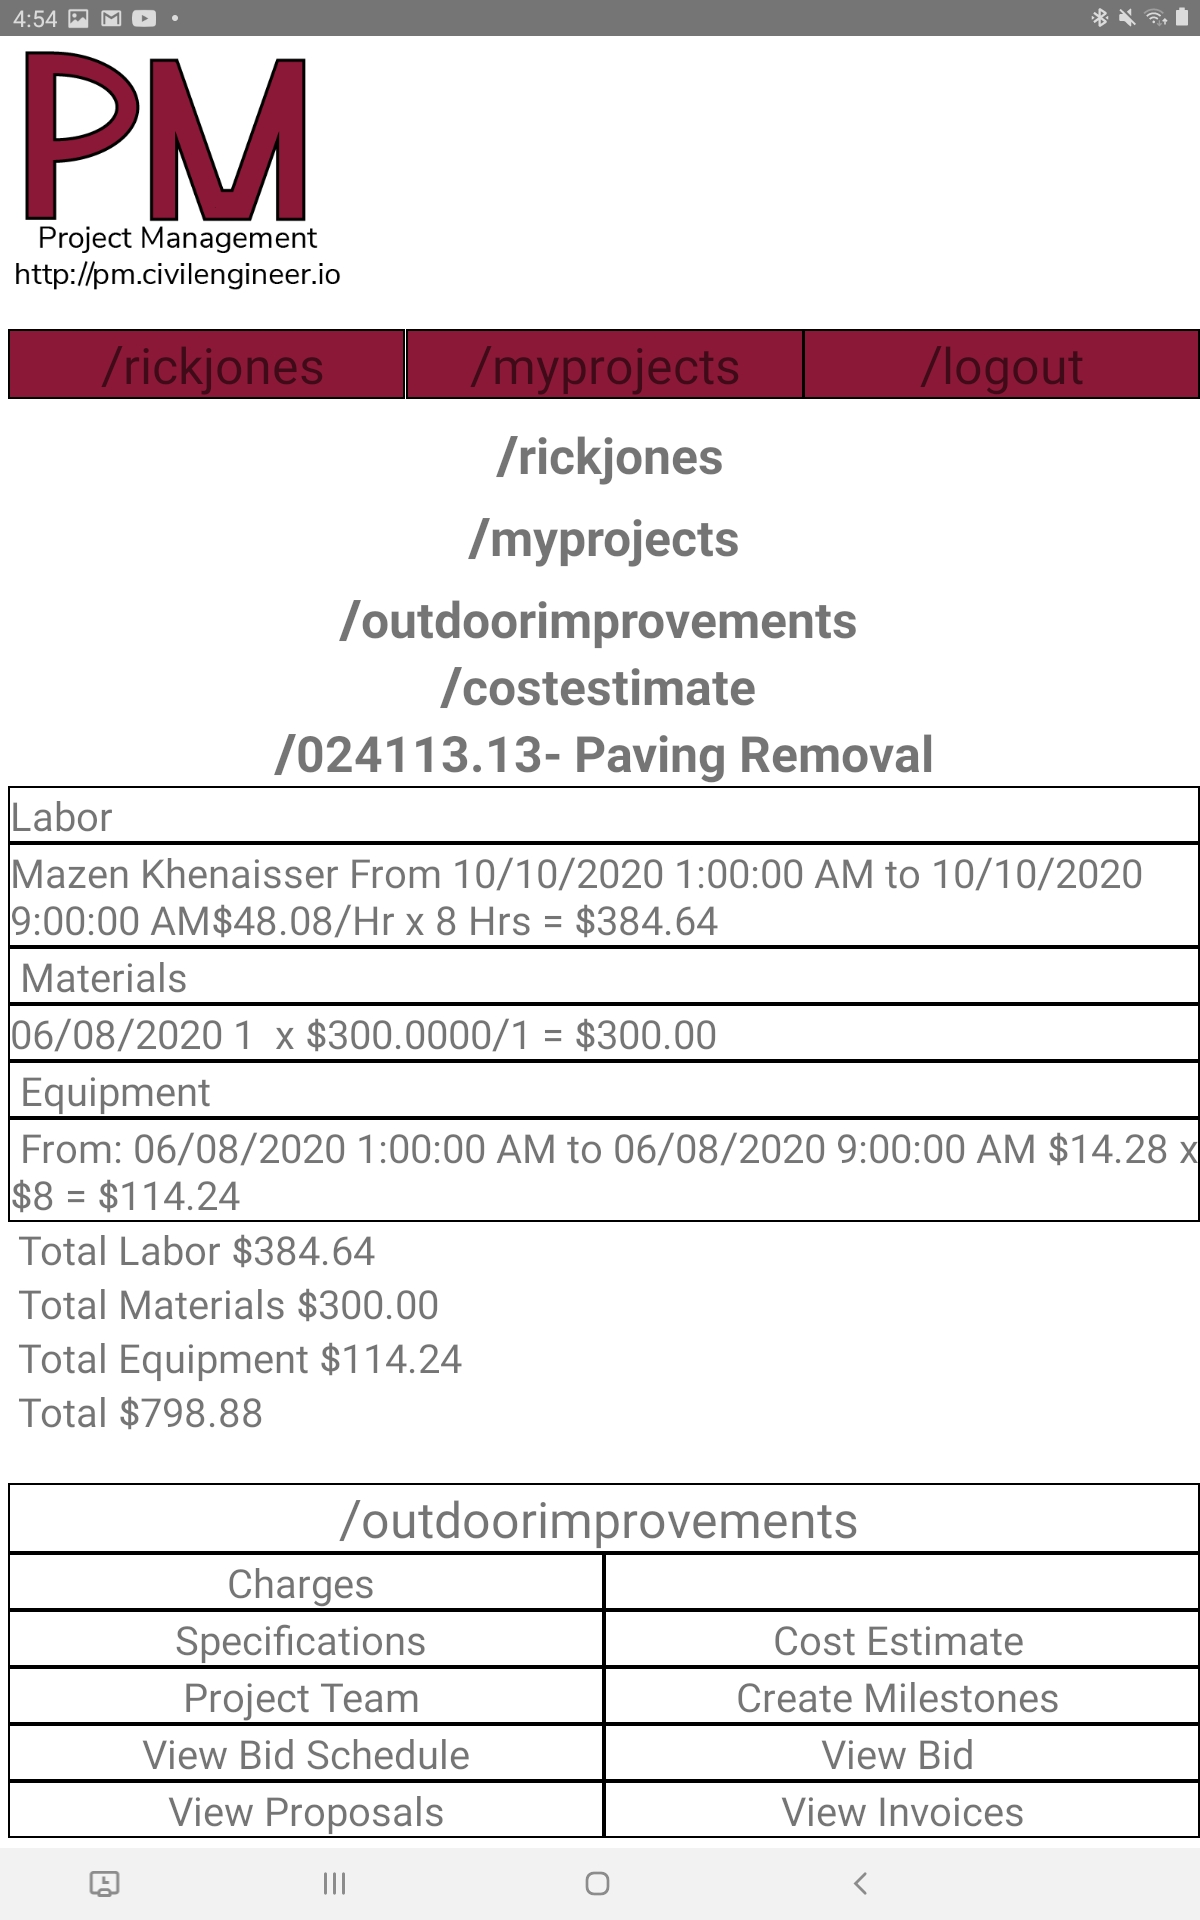 4:54
PM
Project Management
http://pm.civilengineer.io
/rickjones /myprojects /logout
/rickjones
/myprojects
/outdoorimprovements
/costestimate
/024113.13- Paving Removal
Labor
Mazen Khenaisser From 10/10/2020 1:00:00 AM to 10/10/2020
9:00:00 AM$48.08/Hr x 8 Hrs = $384.64
Materials
06/08/2020 1  x $300.0000/1 = $300.00
Equipment
From: 06/08/2020 1:00:00 AM to 06/08/2020 9:00:00 AM $14.28 x
$8 = $114.24
Total Labor $384.64
Total Materials $300.00
Total Equipment $114.24
Total $798.88
/outdoorimprovements
Charges
Specifications Cost Estimate
Project Team Create Milestones
View Bid Schedule View Bid
View Proposals View Invoices